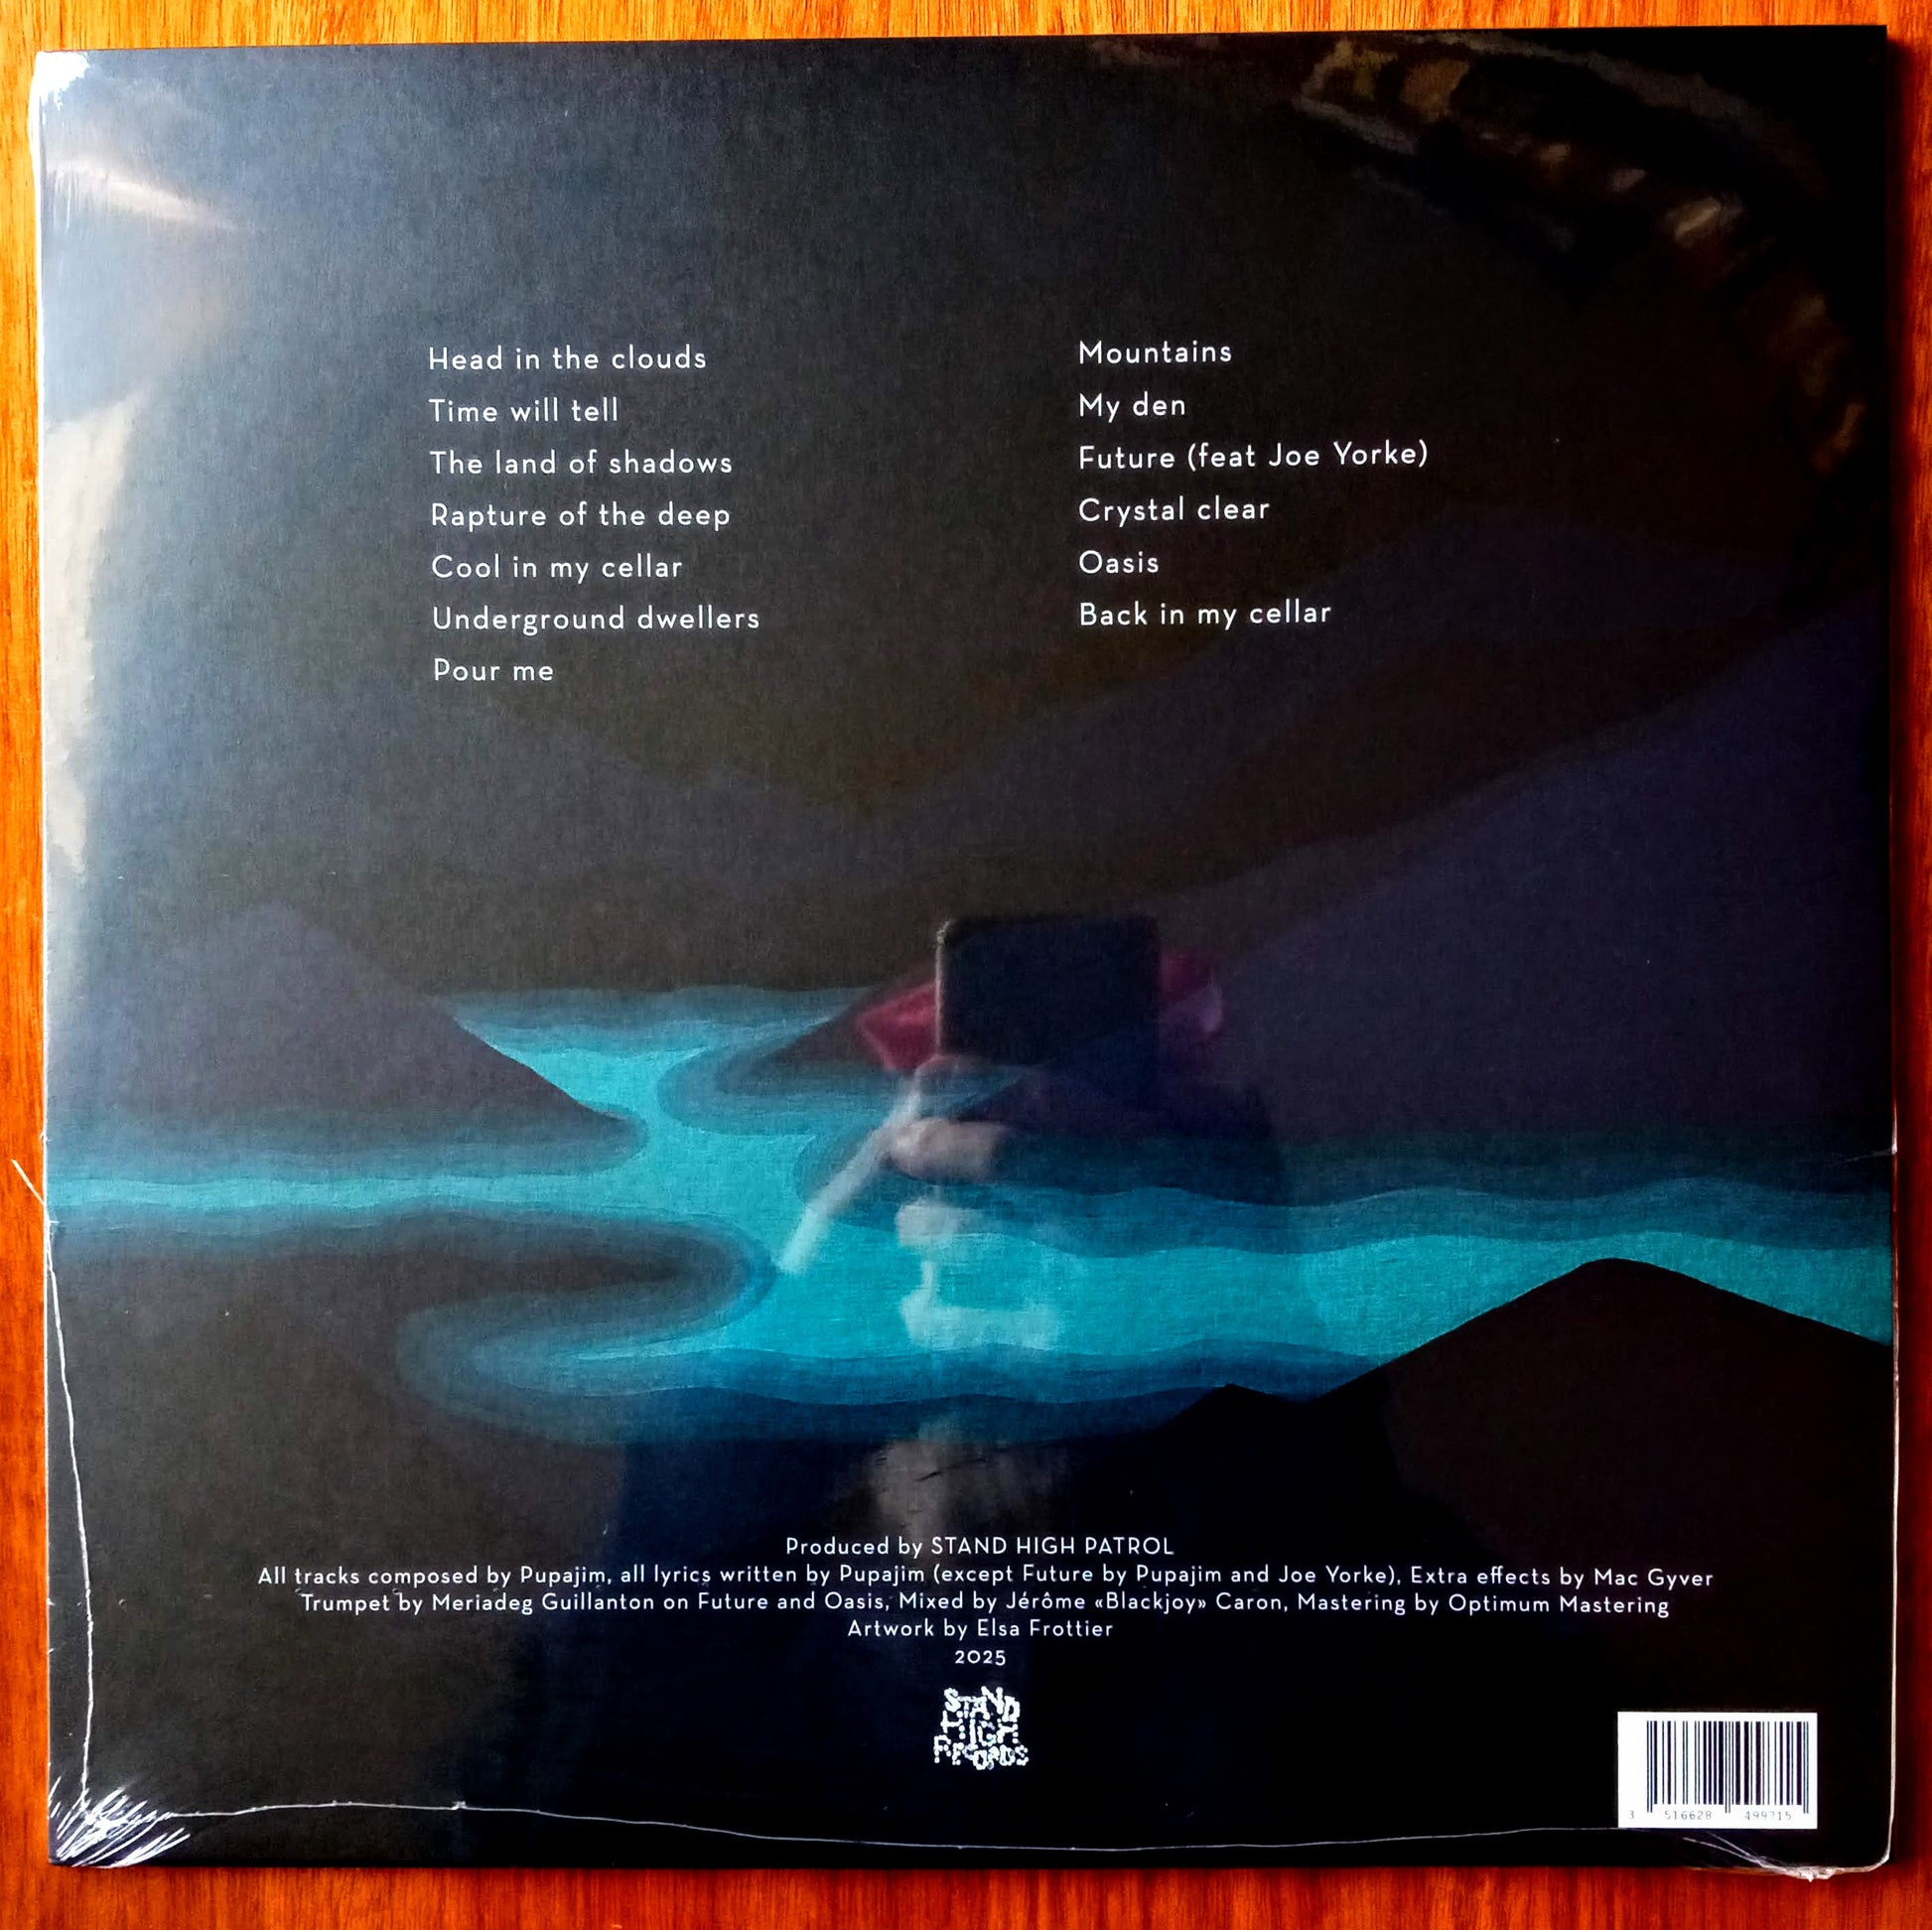 Head in the clouds
Time will tell
The land of shadows
Rapture of the deep
Cool in my cellar
Underground dwellers
Pour me
Mountains
My den
Future (feat Joe Yorke)
Crystal clear
Oasis
Back in my cellar
Produced by STAND HIGH PATROL
All tracks composed by Pupajim, all lyrics written by Pupajim (except Future by Pupajim and Joe Yorke), Extra effects by Mac Gyver
Trumpet by Meriadeg Guillanton on Future and Oasis, Mixed by Jérôme «Blackjoy» Caron, Mastering by Optimum Mastering
Artwork by Elsa Frottier
2025
STAND
HIGH
RECORDS
3 516628 499715